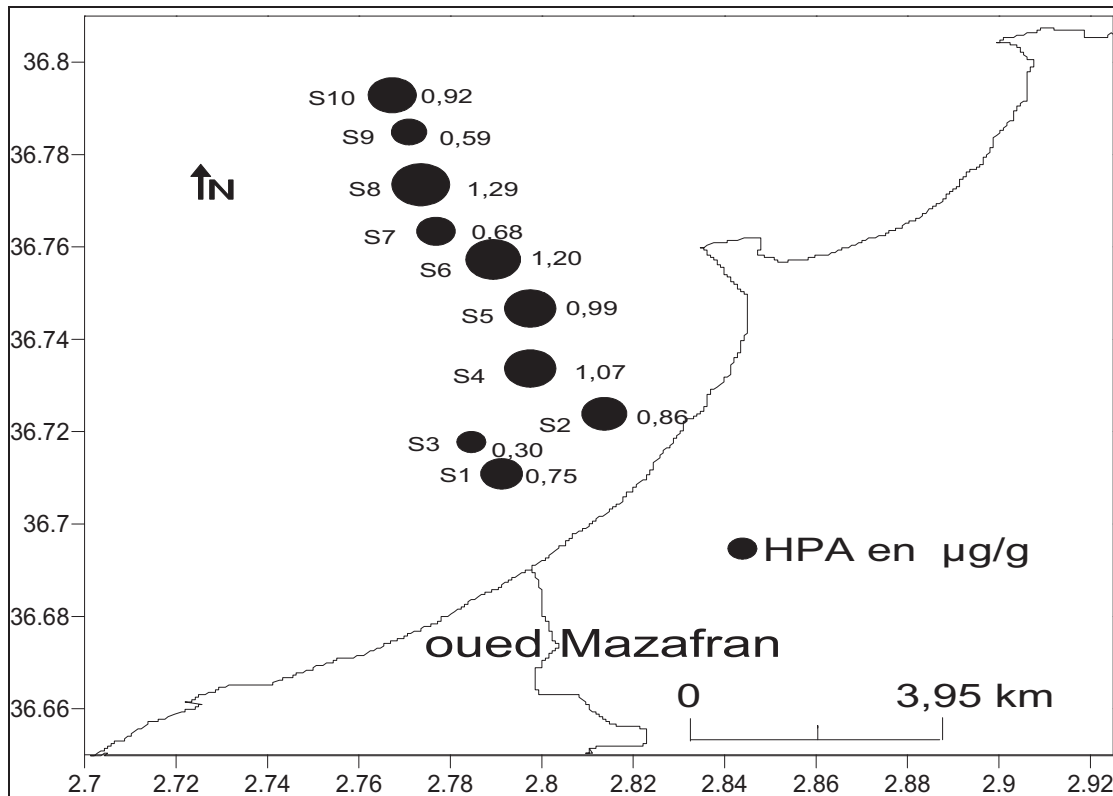 36.8
S10 0,92
S9 0,59
36.78
N
S8 1,29
S7 0,68
36.76
S6 1,20
S5 0,99
36.74
S4 1,07
S2 0,86
36.72
S3 0,30
S1 0,75
36.7
HPA en µg/g
36.68
oued Mazafran
0 3,95 km
36.66
2.7 2.72 2.74 2.76 2.78 2.8 2.82 2.84 2.86 2.88 2.9 2.92